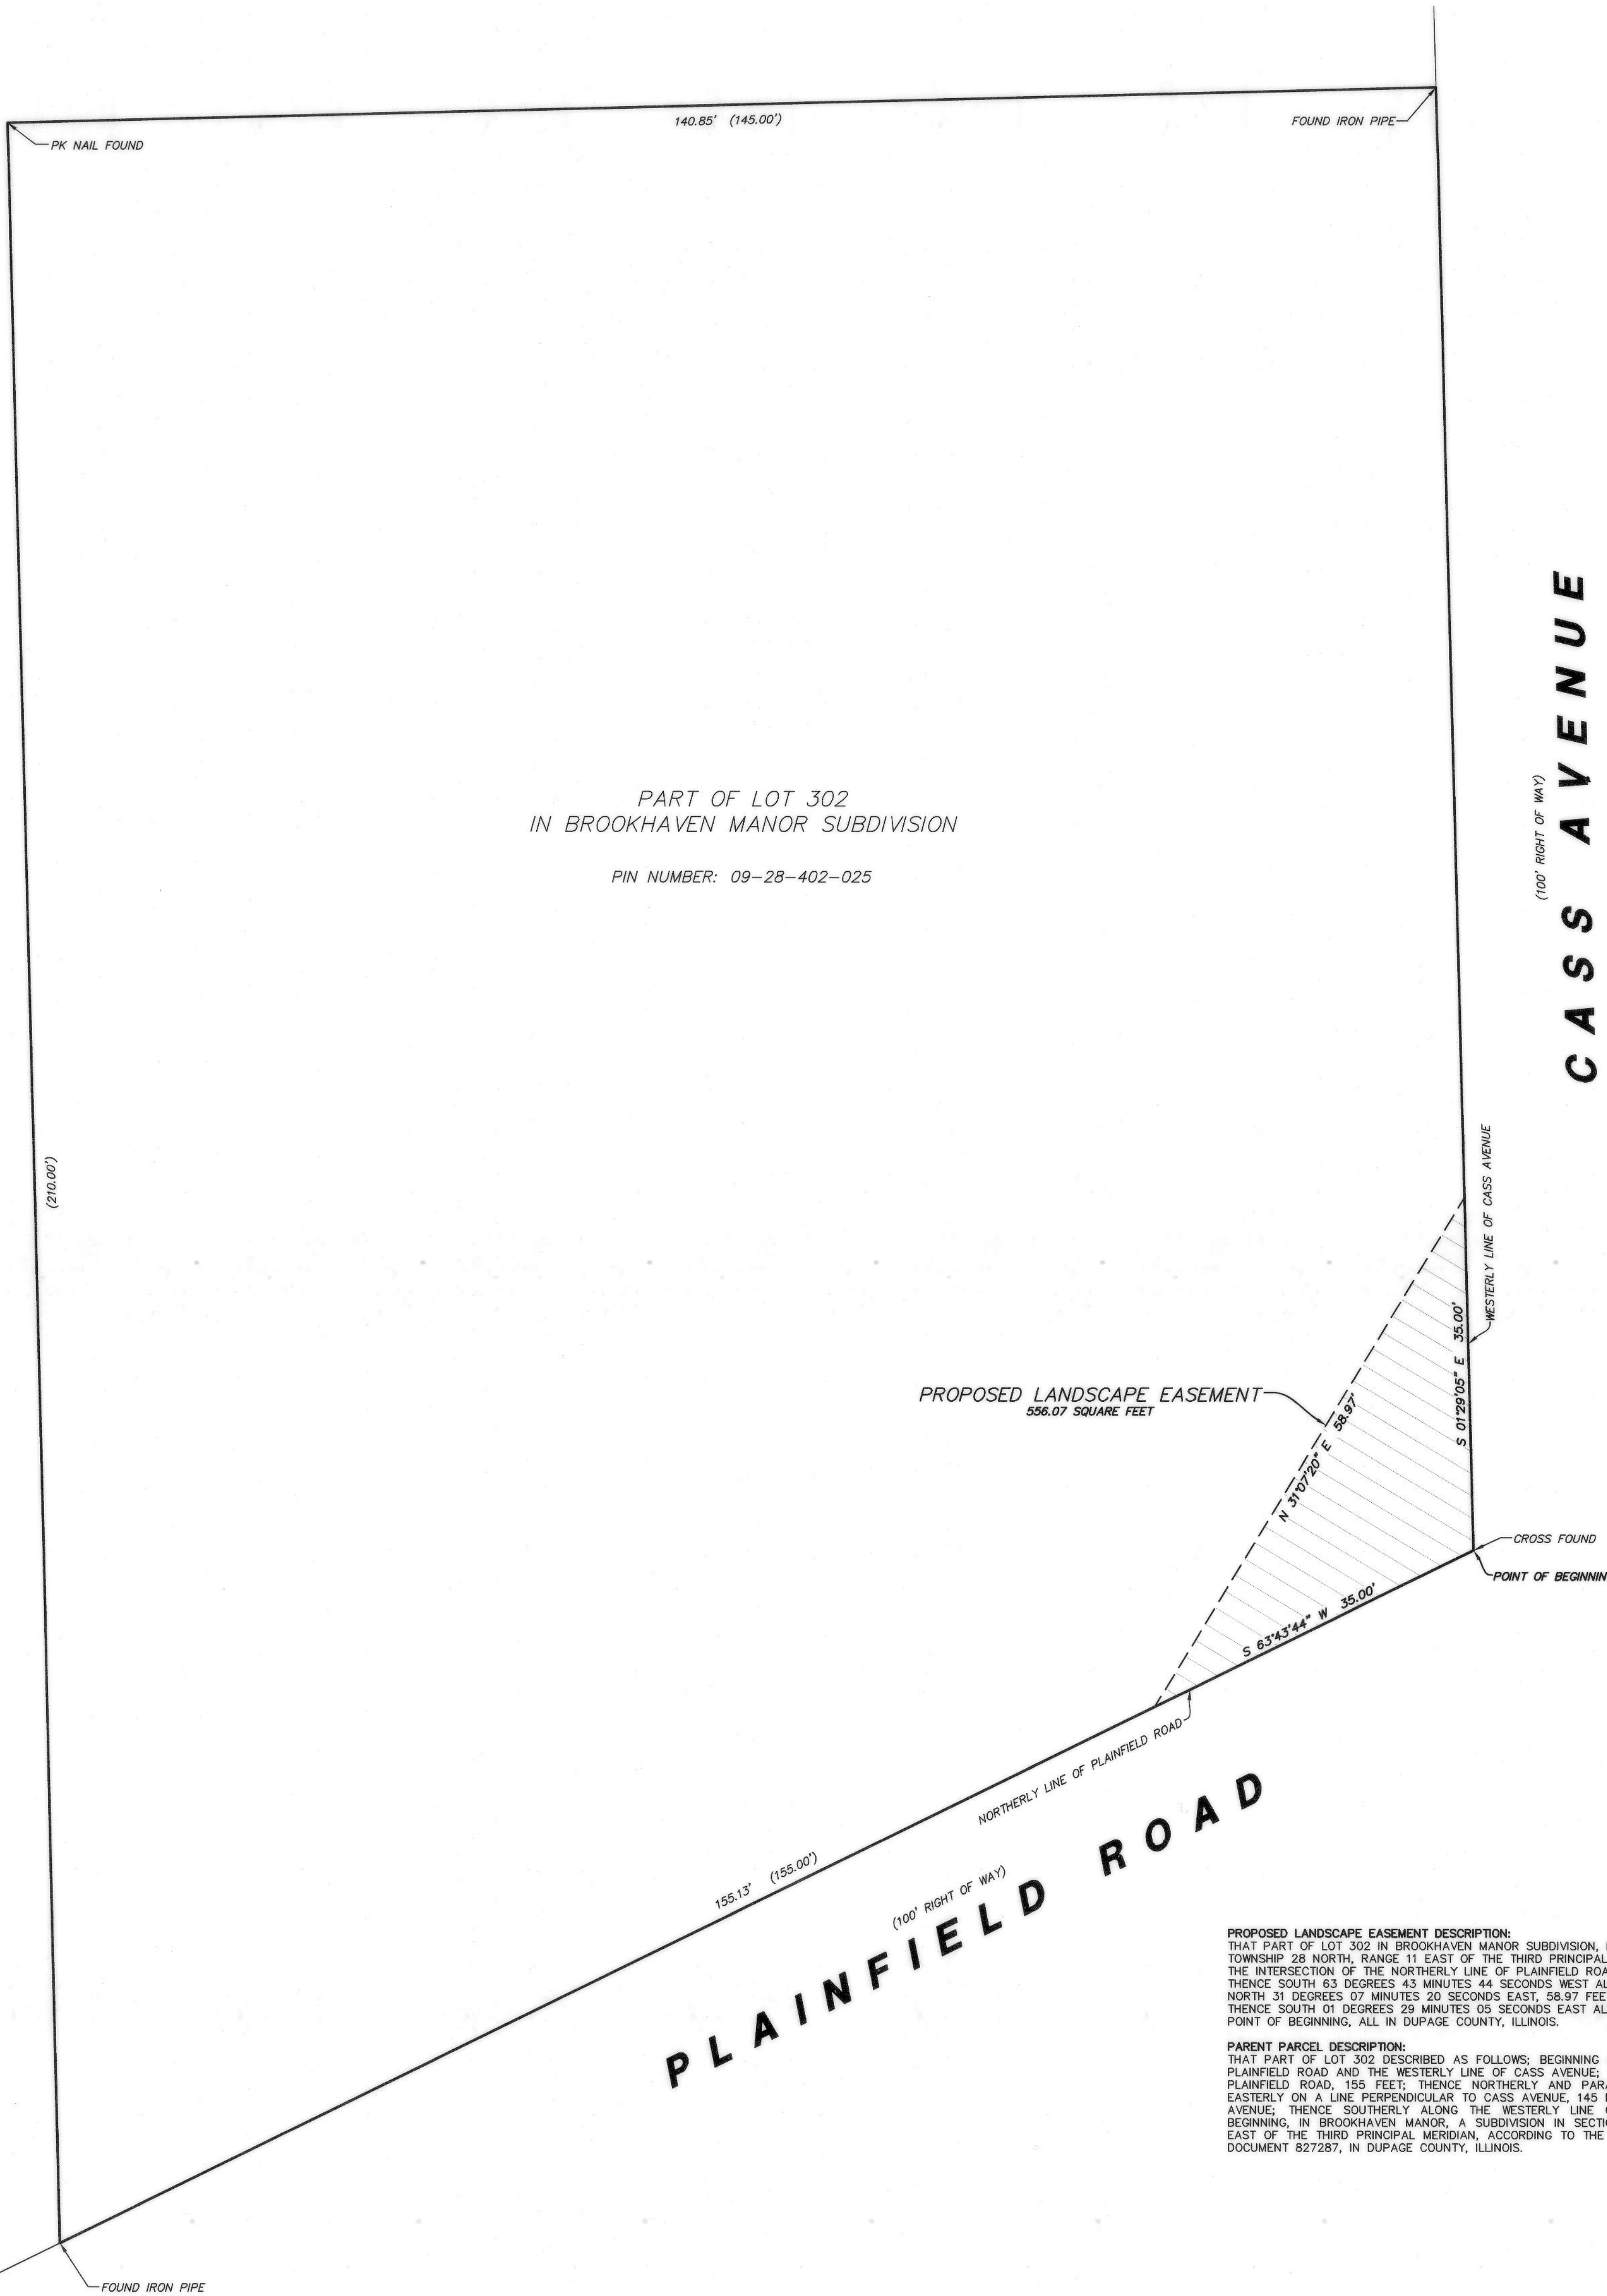 140.85' (145.00')
FOUND IRON PIPE
PK NAIL FOUND
PART OF LOT 302
IN BROOKHAVEN MANOR SUBDIVISION
PIN NUMBER: 09-28-402-025
(100' RIGHT OF WAY)
CASS AVENUE
(210.00')
WESTERLY LINE OF CASS AVENUE
S 01°29'05" E 35.00'
PROPOSED LANDSCAPE EASEMENT
556.07 SQUARE FEET
N 31°07'20" E 58.97'
CROSS FOUND
POINT OF BEGINNIN
S 63°43'44" W 35.00'
NORTHERLY LINE OF PLAINFIELD ROAD
155.13' (155.00')
(100' RIGHT OF WAY)
PLAINFIELD ROAD
PROPOSED LANDSCAPE EASEMENT DESCRIPTION:
THAT PART OF LOT 302 IN BROOKHAVEN MANOR SUBDIVISION,
TOWNSHIP 28 NORTH, RANGE 11 EAST OF THE THIRD PRINCIPAL
THE INTERSECTION OF THE NORTHERLY LINE OF PLAINFIELD ROA
THENCE SOUTH 63 DEGREES 43 MINUTES 44 SECONDS WEST AL
NORTH 31 DEGREES 07 MINUTES 20 SECONDS EAST, 58.97 FEE
THENCE SOUTH 01 DEGREES 29 MINUTES 05 SECONDS EAST AL
POINT OF BEGINNING, ALL IN DUPAGE COUNTY, ILLINOIS.
PARENT PARCEL DESCRIPTION:
THAT PART OF LOT 302 DESCRIBED AS FOLLOWS; BEGINNING
PLAINFIELD ROAD AND THE WESTERLY LINE OF CASS AVENUE;
PLAINFIELD ROAD, 155 FEET; THENCE NORTHERLY AND PARA
EASTERLY ON A LINE PERPENDICULAR TO CASS AVENUE, 145
AVENUE; THENCE SOUTHERLY ALONG THE WESTERLY LINE
BEGINNING, IN BROOKHAVEN MANOR, A SUBDIVISION IN SECTI
EAST OF THE THIRD PRINCIPAL MERIDIAN, ACCORDING TO THE
DOCUMENT 827287, IN DUPAGE COUNTY, ILLINOIS.
FOUND IRON PIPE